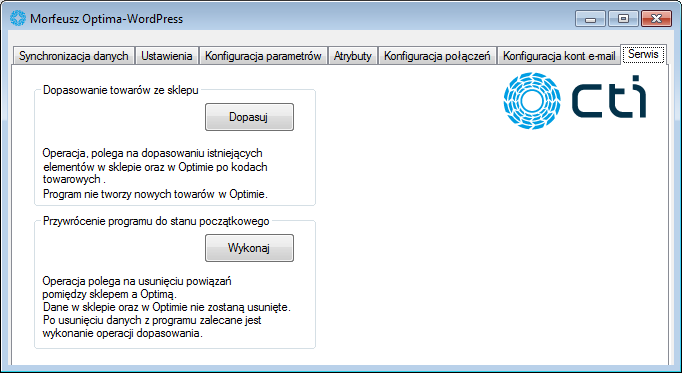 Morfeusz Optima-WordPress
Synchronizacja danych Ustawienia Konfiguracja parametrów Atrybuty Konfiguracja połączeń Konfiguracja kont e-mail Serwis
cti
Dopasowanie towarów ze sklepu
Dopasuj
Operacja, polega na dopasowaniu istniejących
elementów w sklepie oraz w Optimie po kodach
towarowych .
Program nie tworzy nowych towarów w Optimie.
Przywrócenie programu do stanu początkowego
Wykonaj
Operacja polega na usunięciu powiązań
pomiędzy sklepem a Optimą.
Dane w sklepie oraz w Optimie nie zostaną usunięte.
Po usunięciu danych z programu zalecane jest
wykonanie operacji dopasowania.